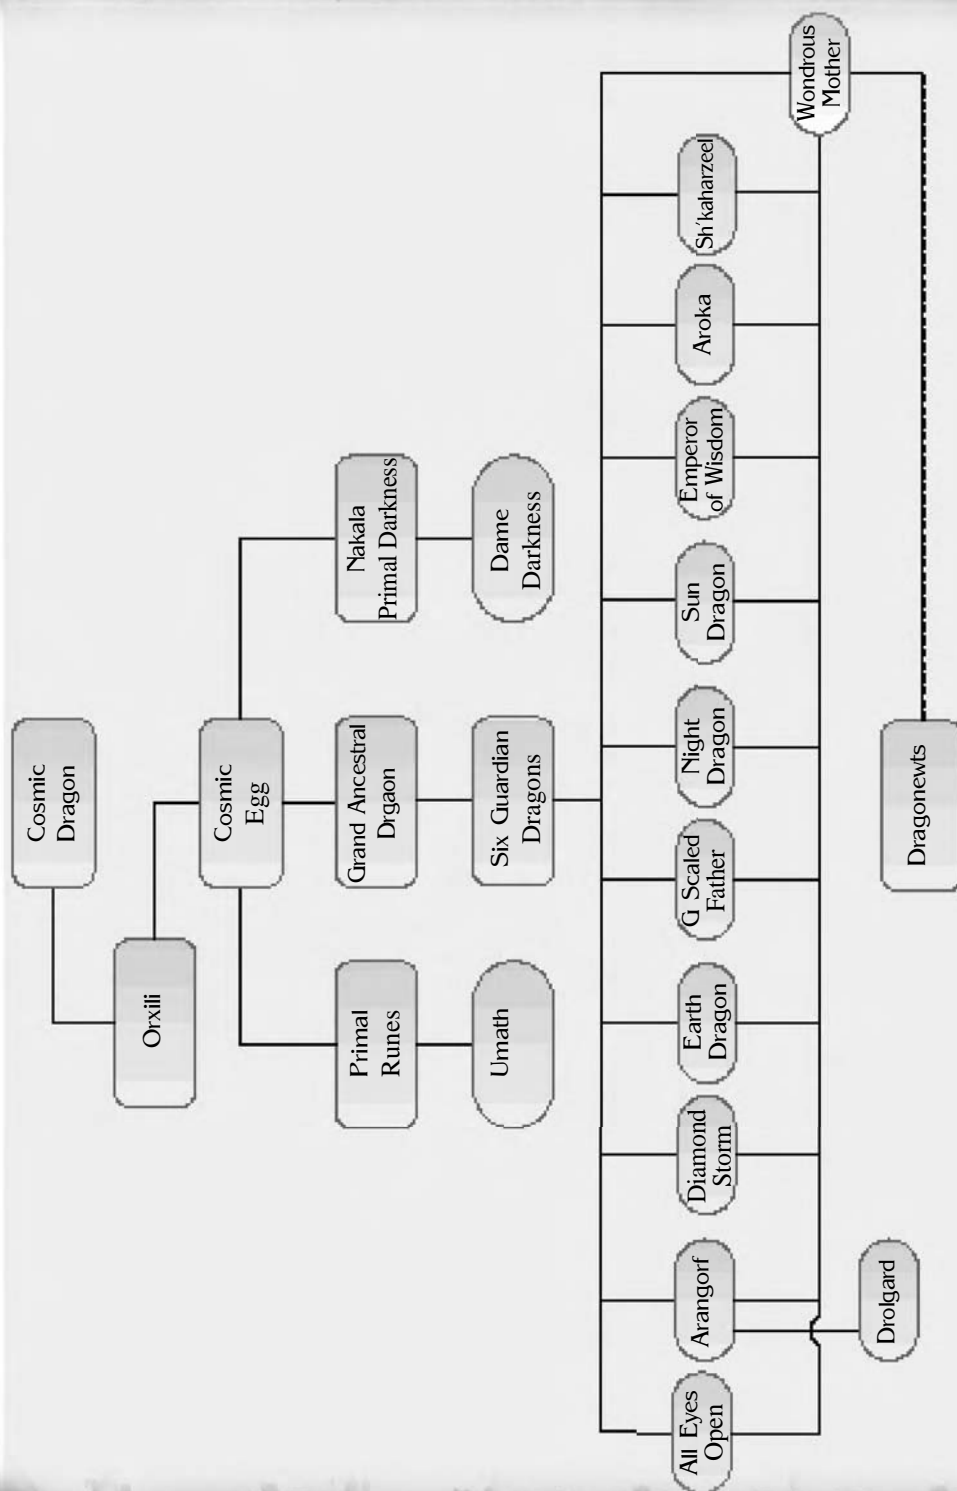 Cosmic
Dragon
Orxili
Cosmic
Egg
Primal
Runes
Grand Ancestral
Drgaon
Nakala
Primal Darkness
Umath
Six Guardian
Dragons
Dame
Darkness
All Eyes
Open
Arangorf
Diamond
Storm
Earth
Dragon
G Scaled
Father
Night
Dragon
Sun
Dragon
Emperor
of Wisdom
Aroka
Sh'kaharzeel
Wondrous
Mother
Drolgard
Dragonewts